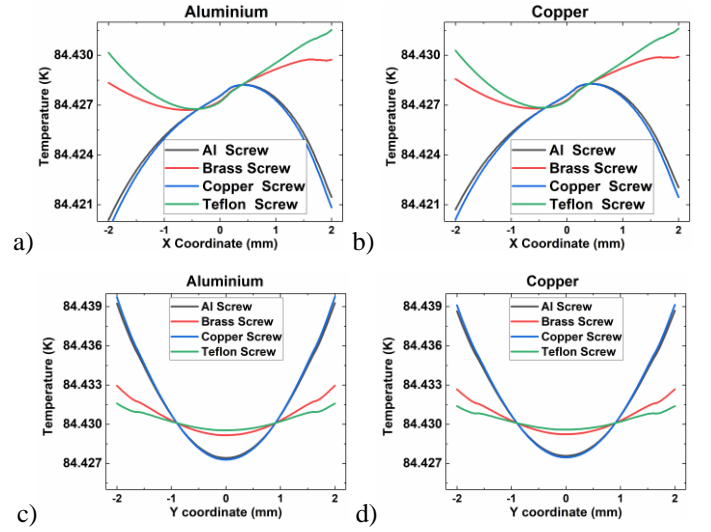 Aluminium
Copper
84.430
84.427
84.424
84.421
Temperature (K)
Al Screw
Brass Screw
Copper Screw
Teflon Screw
-2 -1 0 1 2
X Coordinate (mm)
a)
84.430
84.427
84.424
84.421
Temperature (K)
Al Screw
Brass Screw
Copper Screw
Teflon Screw
-2 -1 0 1 2
X Coordinate (mm)
b)
Aluminium
Copper
84.439
84.436
84.433
84.430
84.427
Temperature (K)
Al Screw
Brass Screw
Copper Screw
Teflon Screw
-2 -1 0 1 2
Y coordinate (mm)
c)
84.439
84.436
84.433
84.430
84.427
Temperature (K)
Al Screw
Brass Screw
Copper Screw
Teflon Screw
-2 -1 0 1 2
Y coordinate (mm)
d)